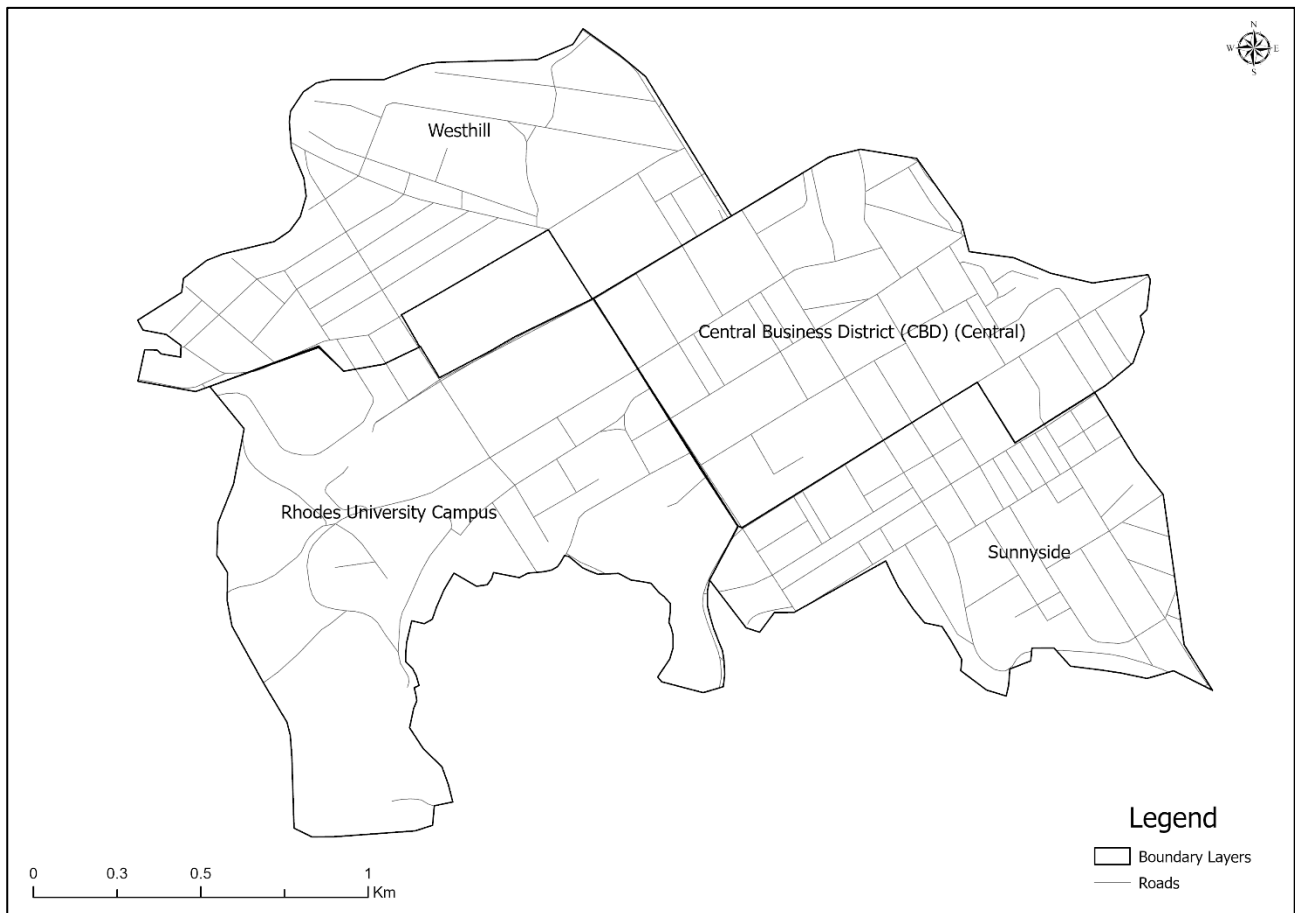 N
W E
S
Westhill
Central Business District (CBD) (Central)
Rhodes University Campus
Sunnyside
Legend
Boundary Layers
Roads
0 0.3 0.5 1
Km